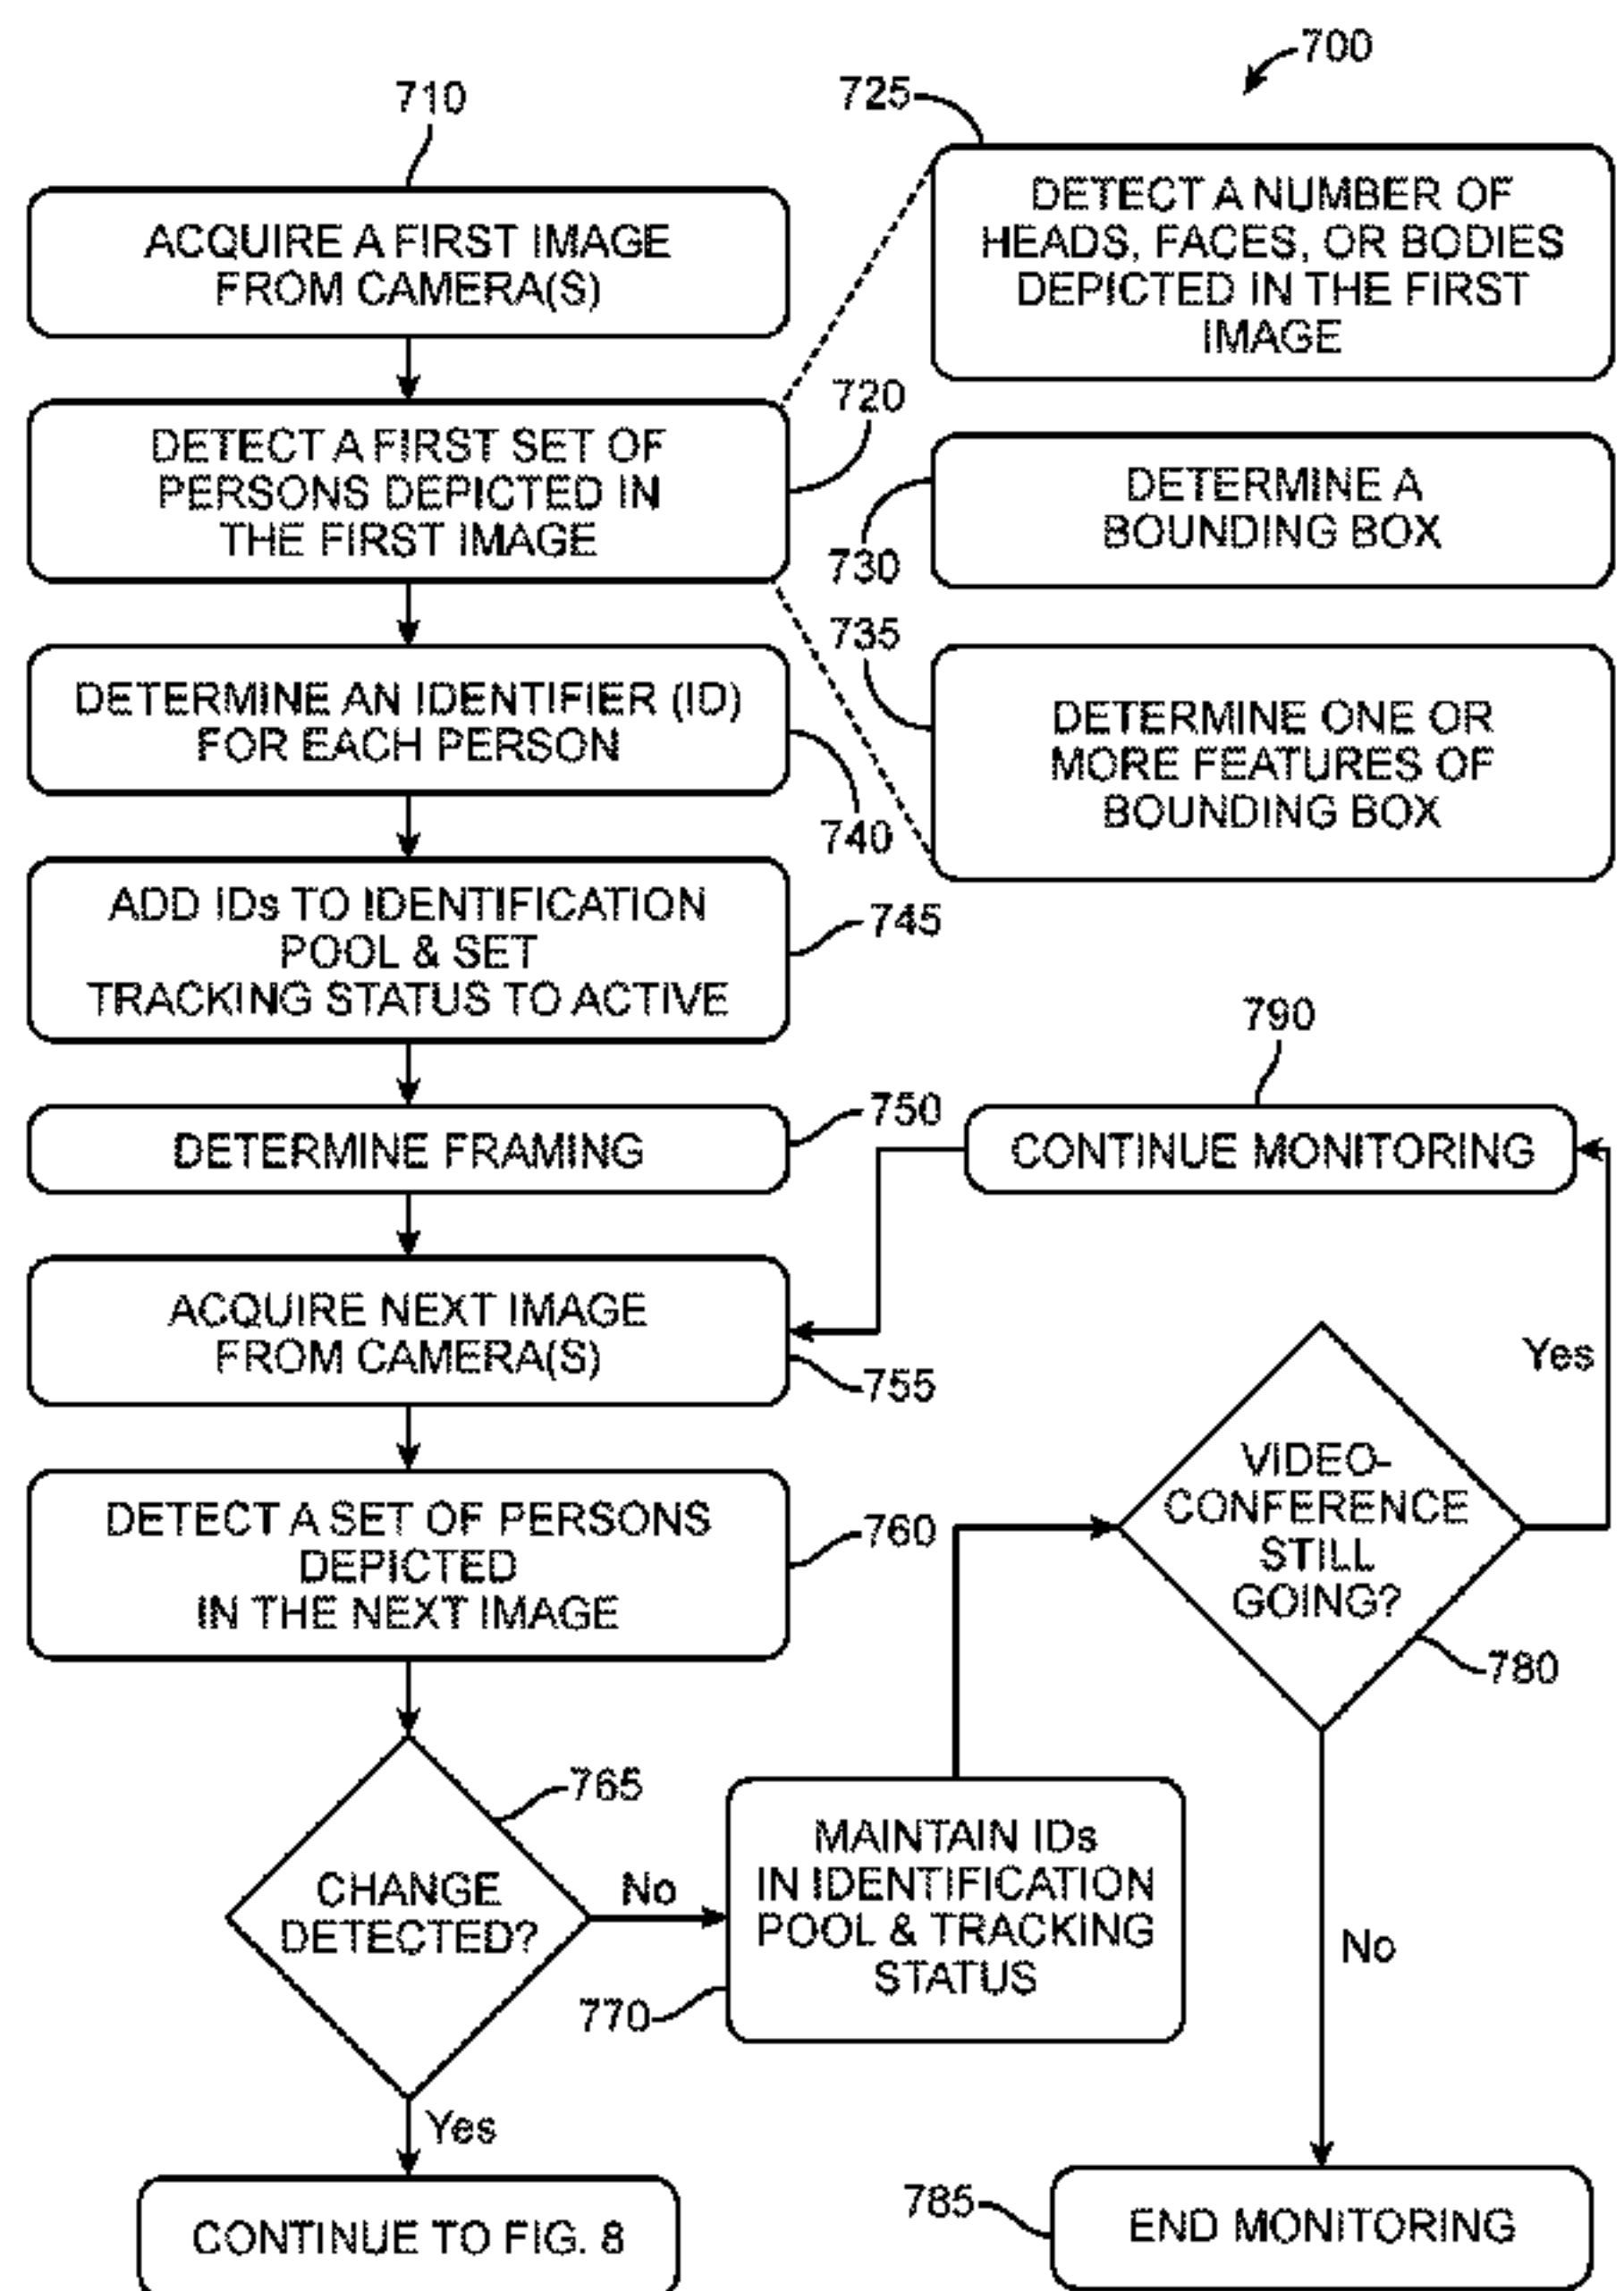 700
710
725
ACQUIRE A FIRST IMAGE
FROM CAMERA(S)
DETECT A NUMBER OF
HEADS, FACES, OR BODIES
DEPICTED IN THE FIRST
IMAGE
720
DETECT A FIRST SET OF
PERSONS DEPICTED IN
THE FIRST IMAGE
730
DETERMINE A
BOUNDING BOX
735
DETERMINE ONE OR
MORE FEATURES OF
BOUNDING BOX
DETERMINE AN IDENTIFIER (ID)
FOR EACH PERSON
740
ADD IDs TO IDENTIFICATION
POOL & SET
TRACKING STATUS TO ACTIVE
745
DETERMINE FRAMING
750
790
CONTINUE MONITORING
ACQUIRE NEXT IMAGE
FROM CAMERA(S)
755
DETECT A SET OF PERSONS
DEPICTED
IN THE NEXT IMAGE
760
VIDEO-
CONFERENCE
STILL
GOING?
Yes
780
765
CHANGE
DETECTED?
No
MAINTAIN IDs
IN IDENTIFICATION
POOL & TRACKING
STATUS
770
No
Yes
CONTINUE TO FIG. 8
785
END MONITORING